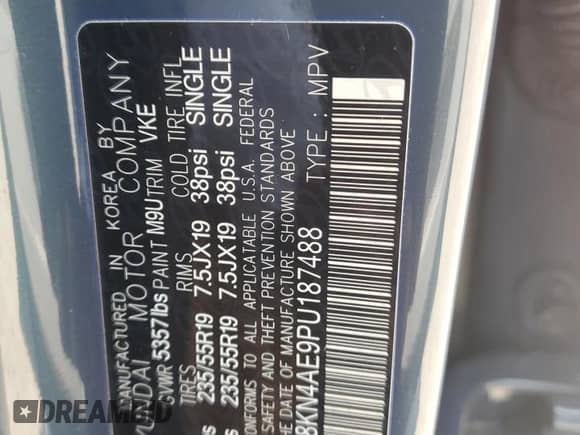 MANUFACTURED IN KOREA BY
HYUNDAI MOTOR COMPANY
GVWR 5357lbs PAINT M9U TRIM VKE
TIRES RIMS COLD TIRE INFL
235/55R19 7.5JX19 38psi SINGLE
235/55R19 7.5JX19 38psi SINGLE
CONFORMS TO ALL APPLICABLE U.S.A. FEDERAL
SAFETY AND THEFT PREVENTION STANDARDS
DATE OF MANUFACTURE SHOWN ABOVE
8KN4AE9PU187488 TYPE : MPV
DREAMBID